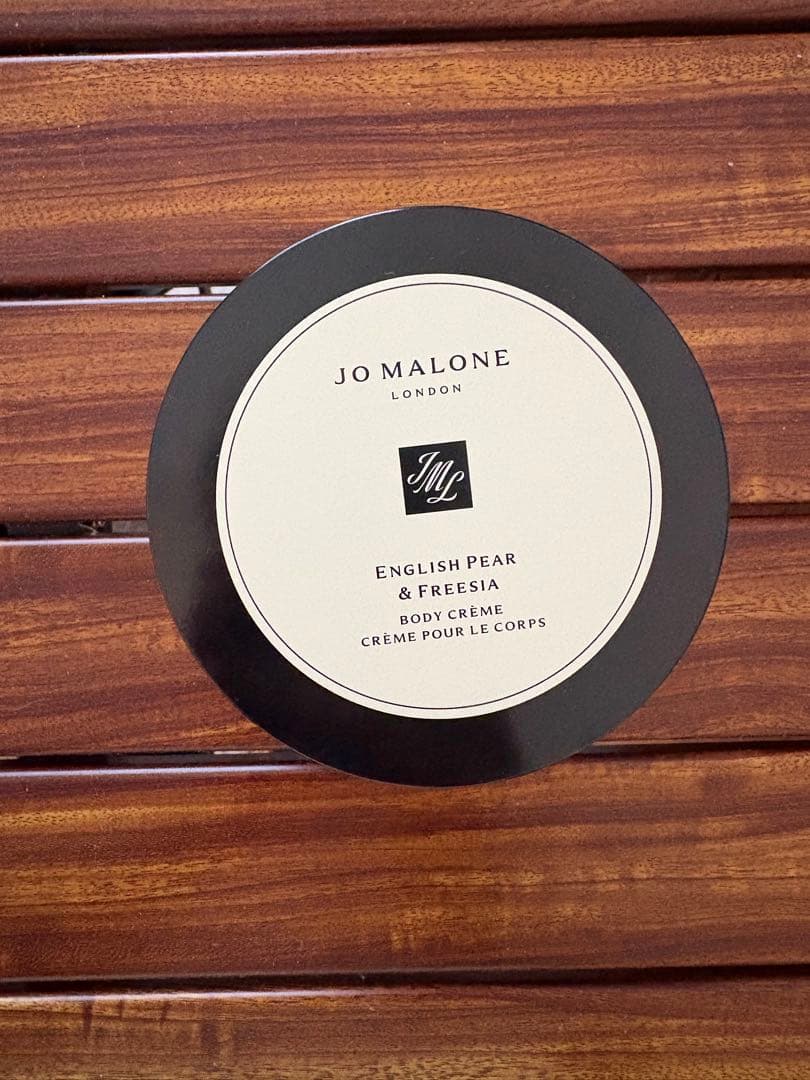 JO MALONE
LONDON
JML
ENGLISH PEAR
& FREESIA
BODY CRÈME
CRÈME POUR LE CORPS